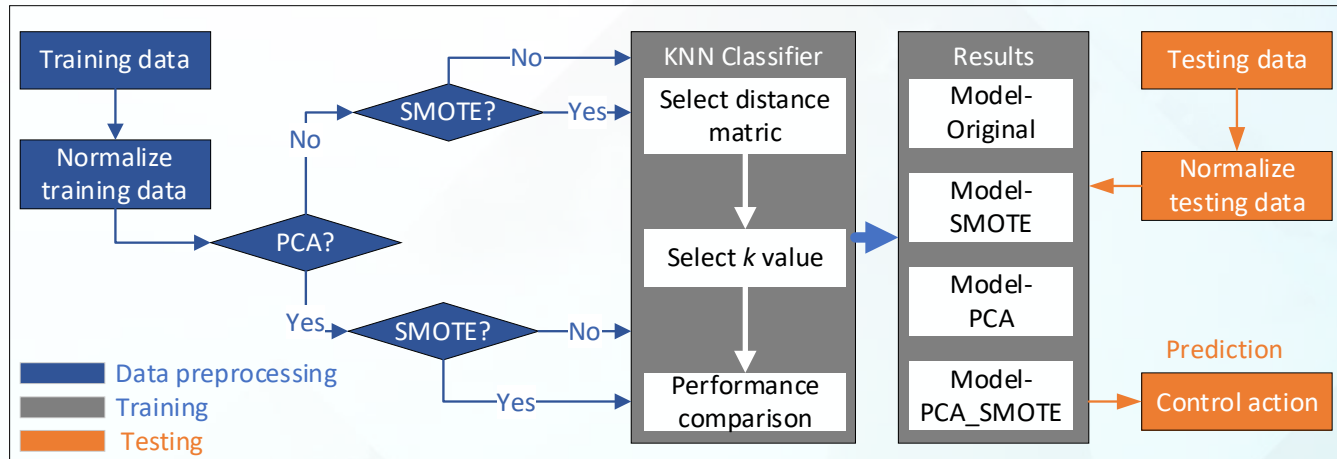 Training data
Normalize
training data
PCA?
No
Yes
SMOTE?
No
Yes
SMOTE?
No
Yes
KNN Classifier
Select distance
matric
Select k value
Performance
comparison
Results
Model-
Original
Model-
SMOTE
Model-
PCA
Model-
PCA_SMOTE
Testing data
Normalize
testing data
Prediction
Control action
Data preprocessing
Training
Testing